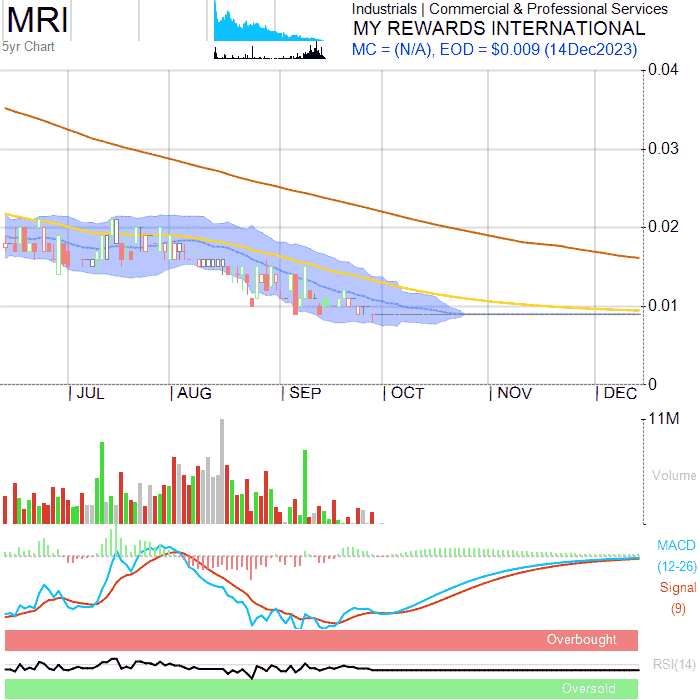 MRI
5yr Chart
Industrials | Commercial & Professional Services
MY REWARDS INTERNATIONAL
MC = (N/A), EOD = $0.009 (14Dec2023)
0.04
0.03
0.02
0.01
0
JUL
AUG
SEP
OCT
NOV
DEC
11M
Volume
MACD
(12-26)
Signal
(9)
Overbought
RSI(14)
Oversold